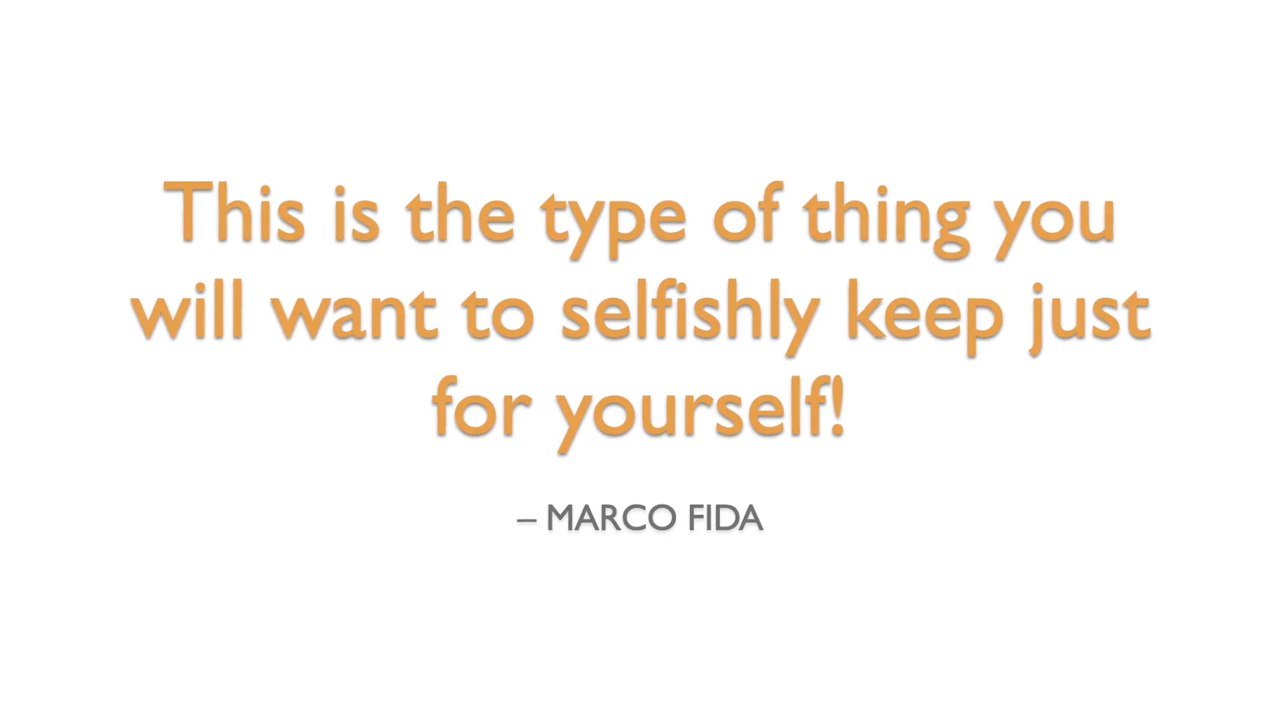 This is the type of thing you
will want to selfishly keep just
for yourself!
– MARCO FIDA